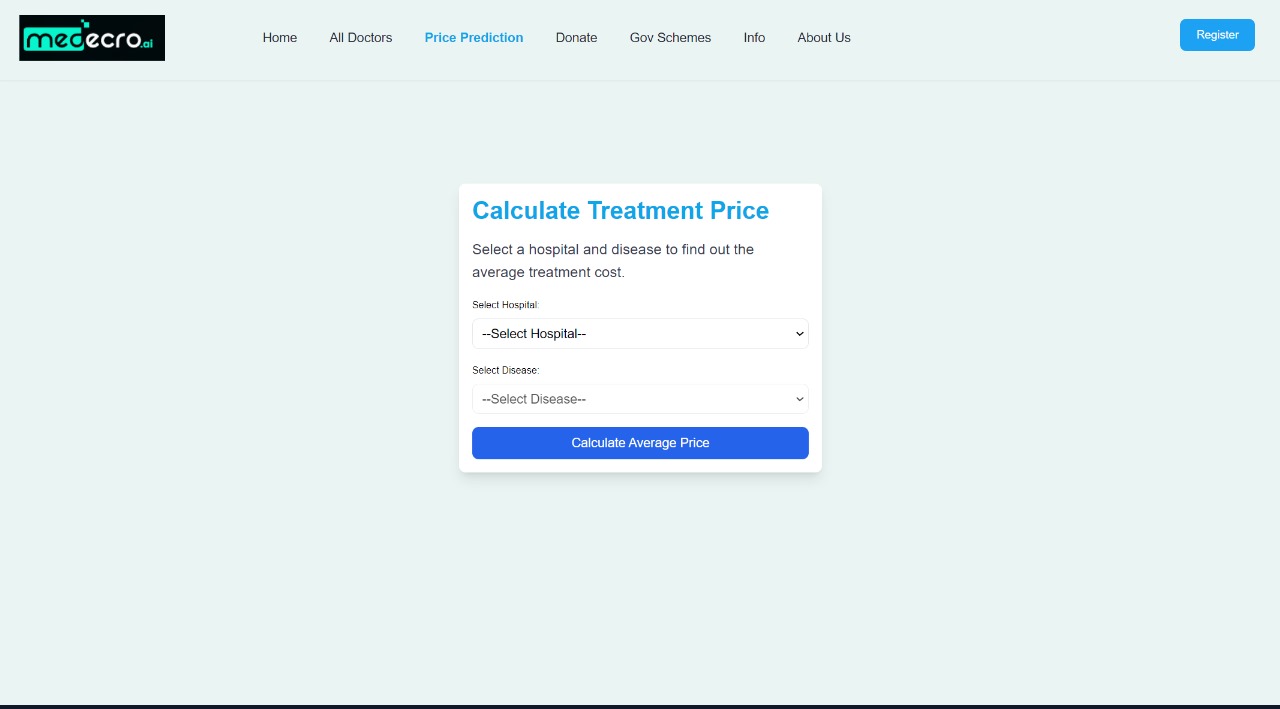 medecro.ai
Home
All Doctors
Price Prediction
Donate
Gov Schemes
Info
About Us
Register
Calculate Treatment Price
Select a hospital and disease to find out the
average treatment cost.
Select Hospital:
--Select Hospital--
Select Disease:
--Select Disease--
Calculate Average Price